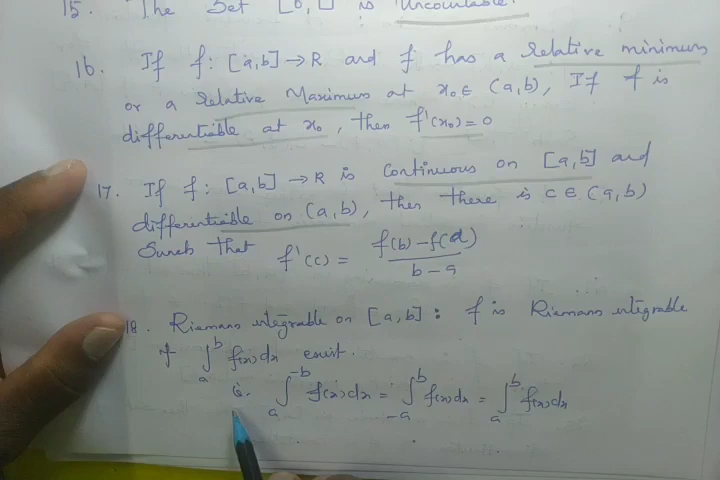 15. The Set [0,1] is Uncountable.
16. If f: [a,b] → R and f has a relative minimum
or a Relative Maximum at x₀ ∈ (a,b), If f is
differentiable at x₀, then f'(x₀) = 0
17. If f: [a,b] → R is Continuous on [a,b] and
differentiable on (a,b), then there is c ∈ (a,b)
Such that f'(c) = f(b) - f(a) / b - a
18. Riemann integrable on [a,b] : f is Riemann integrable
if ∫ₐᵇ f(x) dx exist.
i.e. ∫ₐ⁻ᵇ f(x) dx = ∫₋ₐᵇ f(x) dx = ∫ₐᵇ f(x) dx